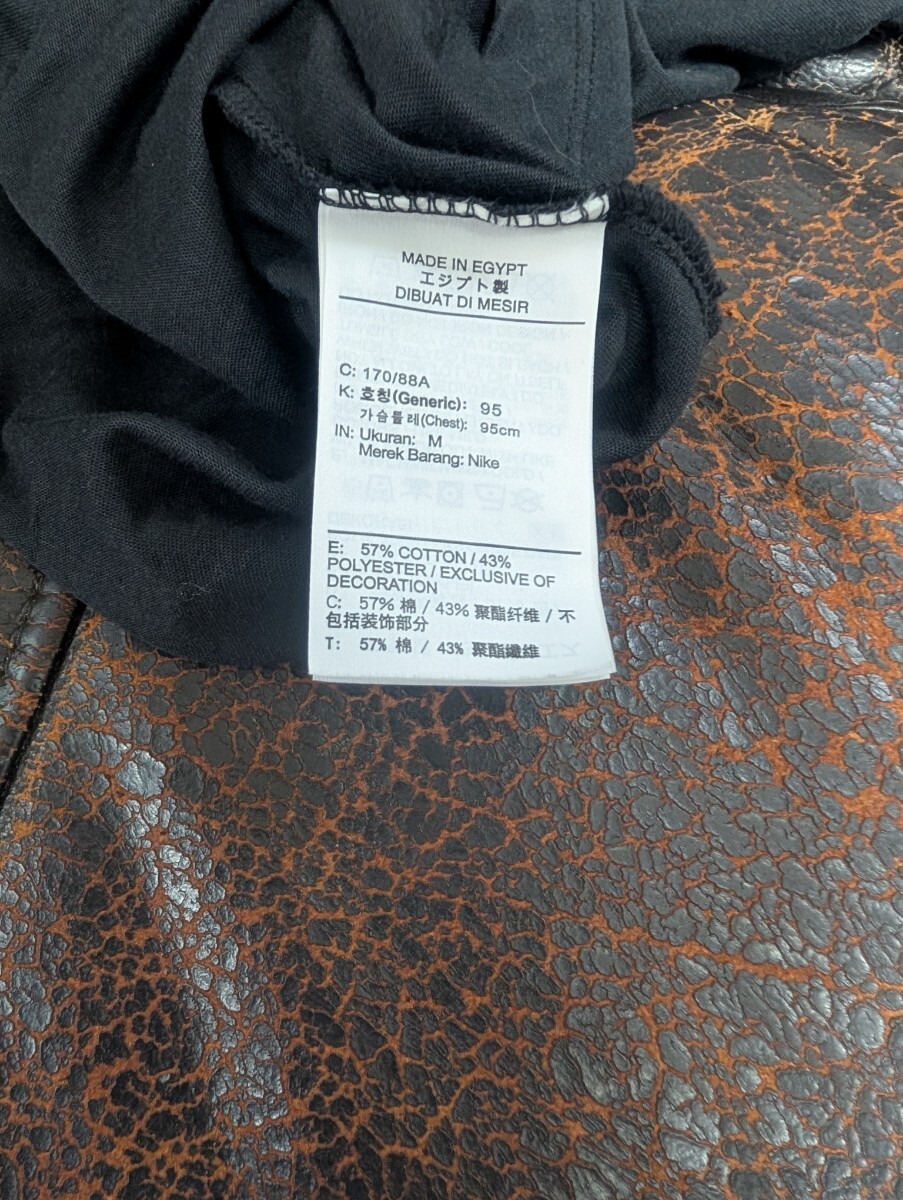 MADE IN EGYPT
エジプト製
DIBUAT DI MESIR
C: 170/88A
K: 호칭(Generic): 95
가슴둘레(Chest): 95cm
IN: Ukuran: M
Merek Barang: Nike
E: 57% COTTON / 43%
POLYESTER / EXCLUSIVE OF
DECORATION
C: 57% 棉 / 43% 聚酯纤维 / 不
包括装饰部分
T: 57% 棉 / 43% 聚酯纖維